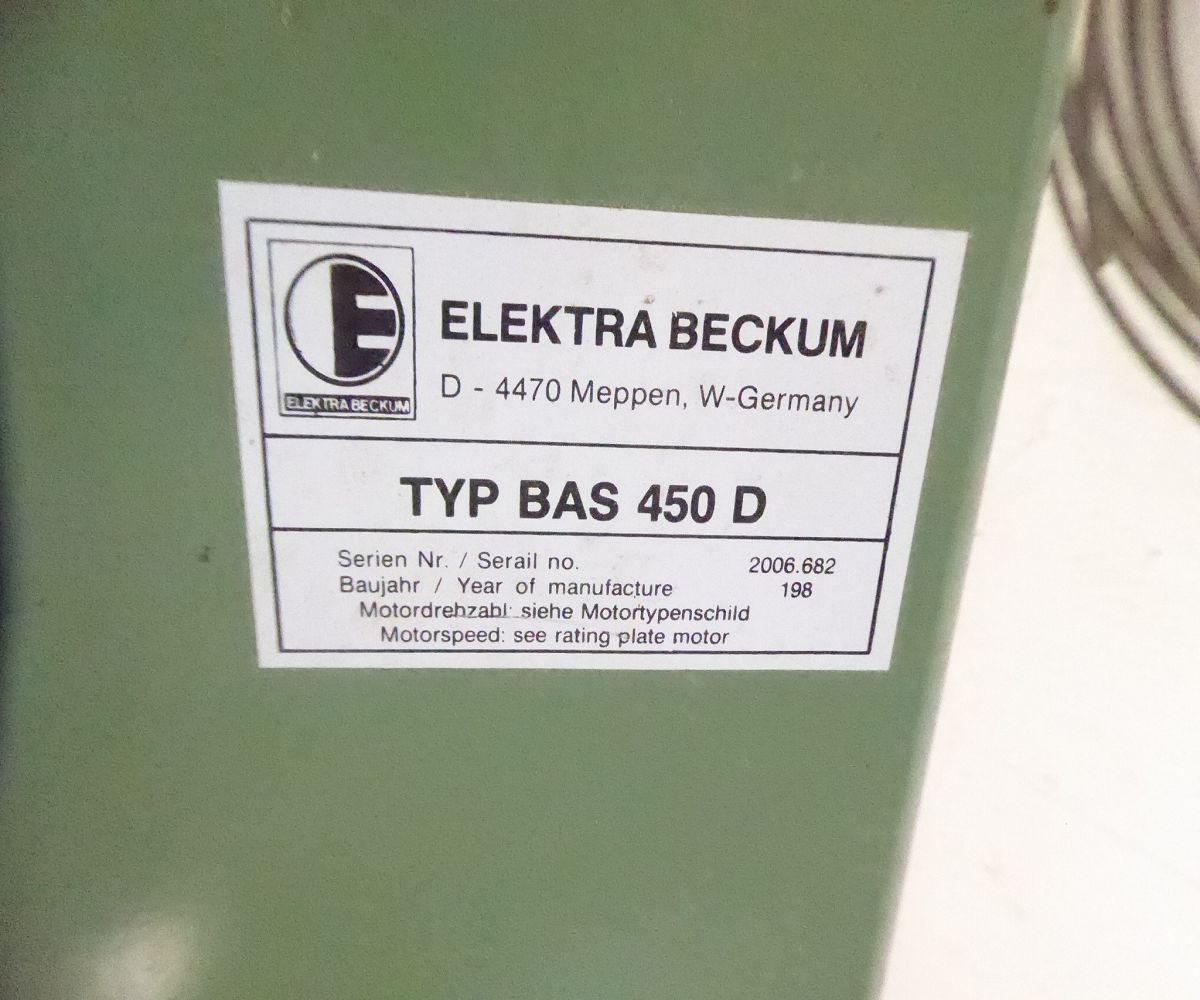 ELEKTRA BECKUM
ELEKTRA BECKUM
D - 4470 Meppen, W-Germany
TYP BAS 450 D
Serien Nr. / Serail no. 2006.682
Baujahr / Year of manufacture 198
Motordrehzahl: siehe Motortypenschild
Motorspeed: see rating plate motor